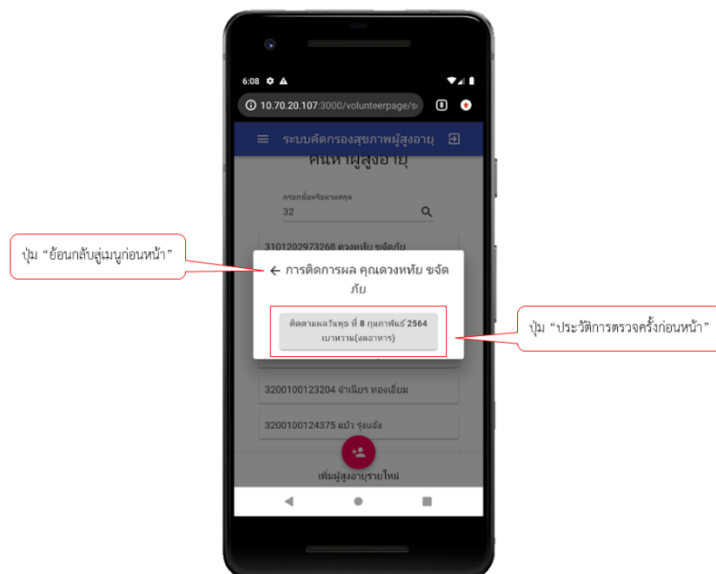 6:08
10.70.20.107:3000/volunteerpage/s
ระบบคัดกรองสุขภาพผู้สูงอายุ
ค้นหาผู้สูงอายุ
กรอกชื่อหรือนามสกุล
32
3101202973268 ดวงหทัย ขจัดภัย
ปุ่ม “ย้อนกลับสู่เมนูก่อนหน้า”
← การติดการผล คุณดวงหทัย ขจัด
ภัย
ติดตามผลวันพุธ ที่ 8 กุมภาพันธ์ 2564
เบาหวาน(งดอาหาร)
ปุ่ม “ประวัติการตรวจครั้งก่อนหน้า”
3200100123204 จำเนียร ทองเอี่ยม
3200100124375 แบ๋ว รุ่งแจ้ง
เพิ่มผู้สูงอายุรายใหม่